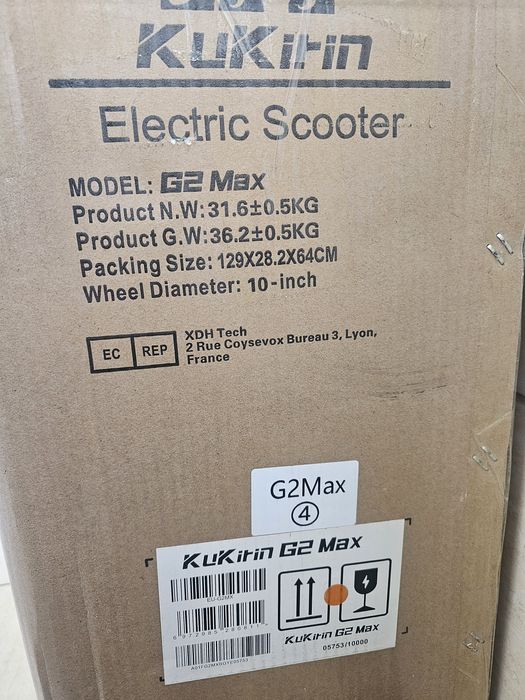 KuKirin
Electric Scooter
MODEL: G2 Max
Product N.W:31.6±0.5KG
Product G.W:36.2±0.5KG
Packing Size: 129X28.2X64CM
Wheel Diameter: 10-inch
EC REP
XDH Tech
2 Rue Coysevox Bureau 3, Lyon,
France
G2Max
④
KuKirin G2 Max
EU-G2MX
KuKirin G2 Max
05753/10000